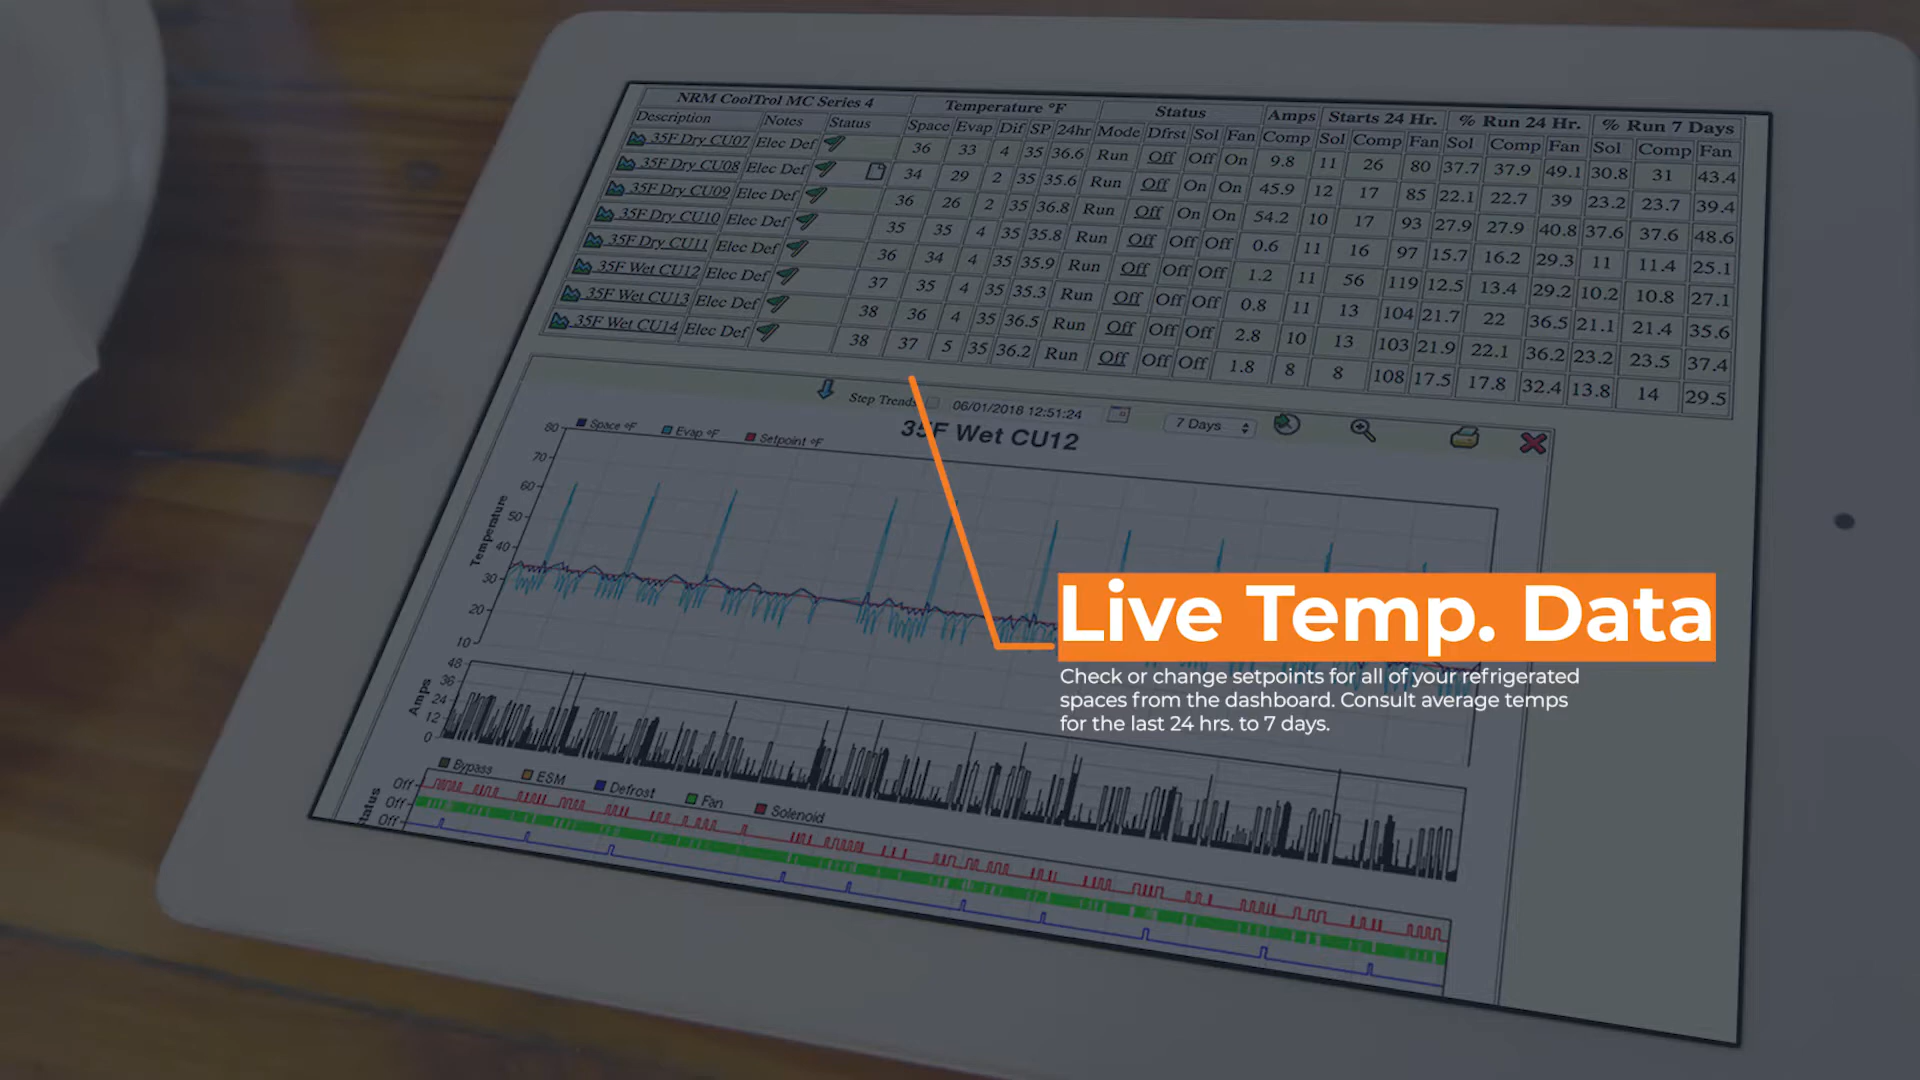 NRM CoolTrol MC Series 4 Temperature °F Status Amps Starts 24 Hr. % Run 24 Hr. % Run 7 Days
Description Notes Status Space Evap Dif SP 24hr Mode Dfrst Sol Fan Comp Sol Comp Fan Sol Comp Fan Sol Comp Fan
35F Dry CU07 Elec Def 36 33 4 35 36.6 Run Off Off On 9.8 11 26 80 37.7 37.9 49.1 30.8 31 43.4
35F Dry CU08 Elec Def 34 29 2 35 35.6 Run Off On On 45.9 12 17 85 22.1 22.7 39 23.2 23.7 39.4
35F Dry CU09 Elec Def 36 26 2 35 36.8 Run Off On On 54.2 10 17 93 27.9 27.9 40.8 37.6 37.6 48.6
35F Dry CU10 Elec Def 35 35 4 35 35.8 Run Off Off Off 0.6 11 16 97 15.7 16.2 29.3 11 11.4 25.1
35F Dry CU11 Elec Def 36 34 4 35 35.9 Run Off Off Off 1.2 11 56 119 12.5 13.4 29.2 10.2 10.8 27.1
35F Wet CU12 Elec Def 37 35 4 35 35.3 Run Off Off Off 0.8 11 13 104 21.7 22 36.5 21.1 21.4 35.6
35F Wet CU13 Elec Def 38 36 4 35 36.5 Run Off Off Off 2.8 10 13 103 21.9 22.1 36.2 23.2 23.5 37.4
35F Wet CU14 Elec Def 38 37 5 35 36.2 Run Off Off Off 1.8 8 8 108 17.5 17.8 32.4 13.8 14 29.5
Step Trends 06/01/2018 12:51:24 7 Days
35F Wet CU12
Space °F Evap °F Setpoint °F
80
70
60
50
40
30
20
10
Temperature
Live Temp. Data
Check or change setpoints for all of your refrigerated
spaces from the dashboard. Consult average temps
for the last 24 hrs. to 7 days.
48
36
24
12
0
Amps
Bypass ESM Defrost Fan Solenoid
Off
Off
Off